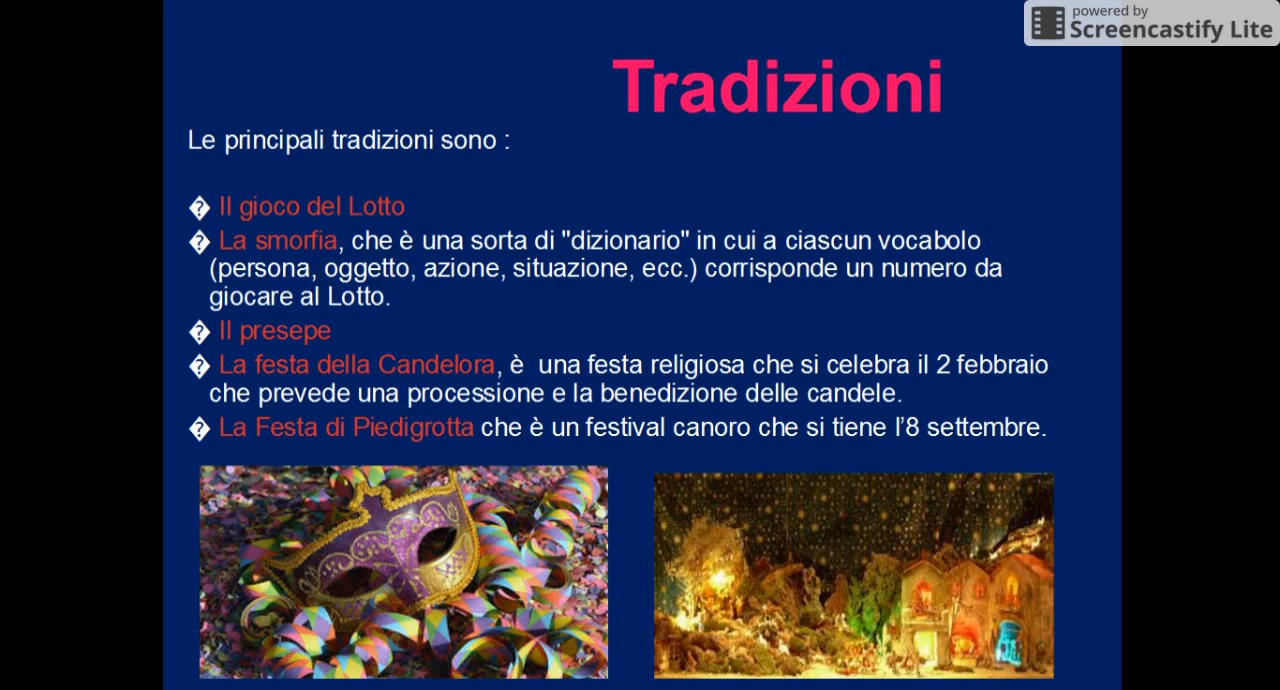 powered by
Screencastify Lite
Tradizioni
Le principali tradizioni sono :
� Il gioco del Lotto
� La smorfia, che è una sorta di "dizionario" in cui a ciascun vocabolo
(persona, oggetto, azione, situazione, ecc.) corrisponde un numero da
giocare al Lotto.
� Il presepe
� La festa della Candelora, è una festa religiosa che si celebra il 2 febbraio
che prevede una processione e la benedizione delle candele.
� La Festa di Piedigrotta che è un festival canoro che si tiene l’8 settembre.